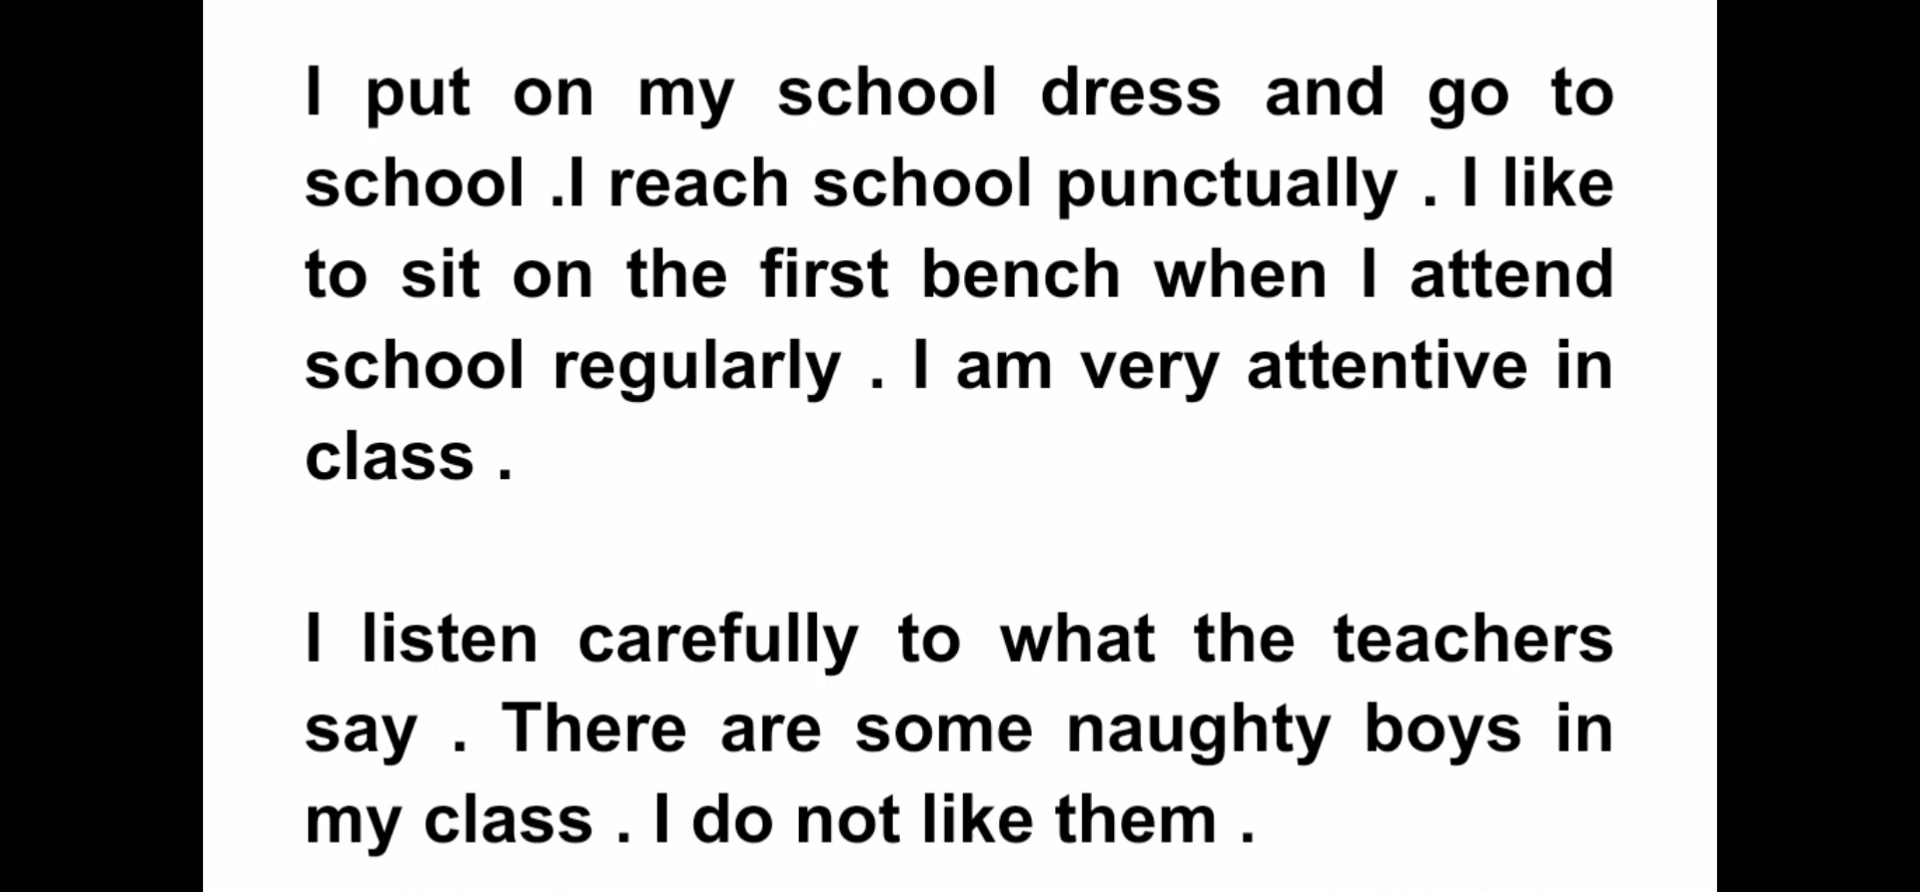 I put on my school dress and go to
school .I reach school punctually . I like
to sit on the first bench when I attend
school regularly . I am very attentive in
class .
I listen carefully to what the teachers
say . There are some naughty boys in
my class . I do not like them .